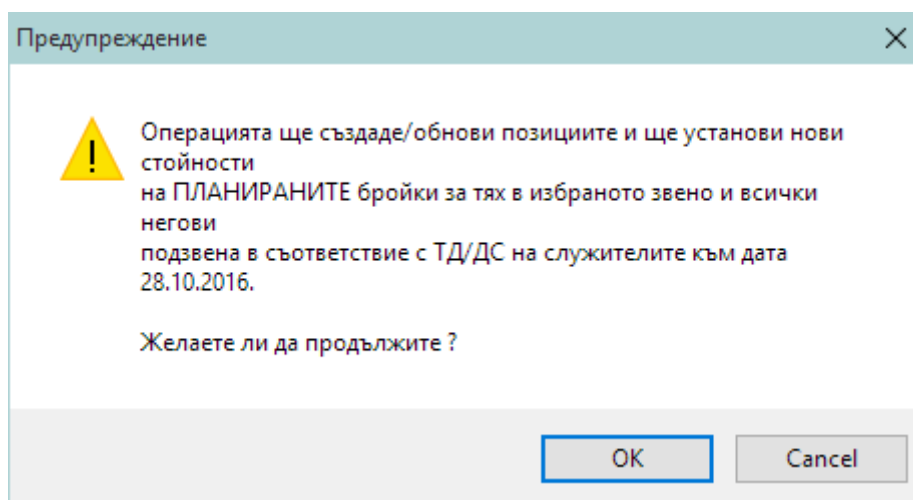 Предупреждение
Операцията ще създаде/обнови позициите и ще установи нови
стойности
на ПЛАНИРАНИТЕ бройки за тях в избраното звено и всички
негови
подзвена в съответствие с ТД/ДС на служителите към дата
28.10.2016.
Желаете ли да продължите ?
OK
Cancel